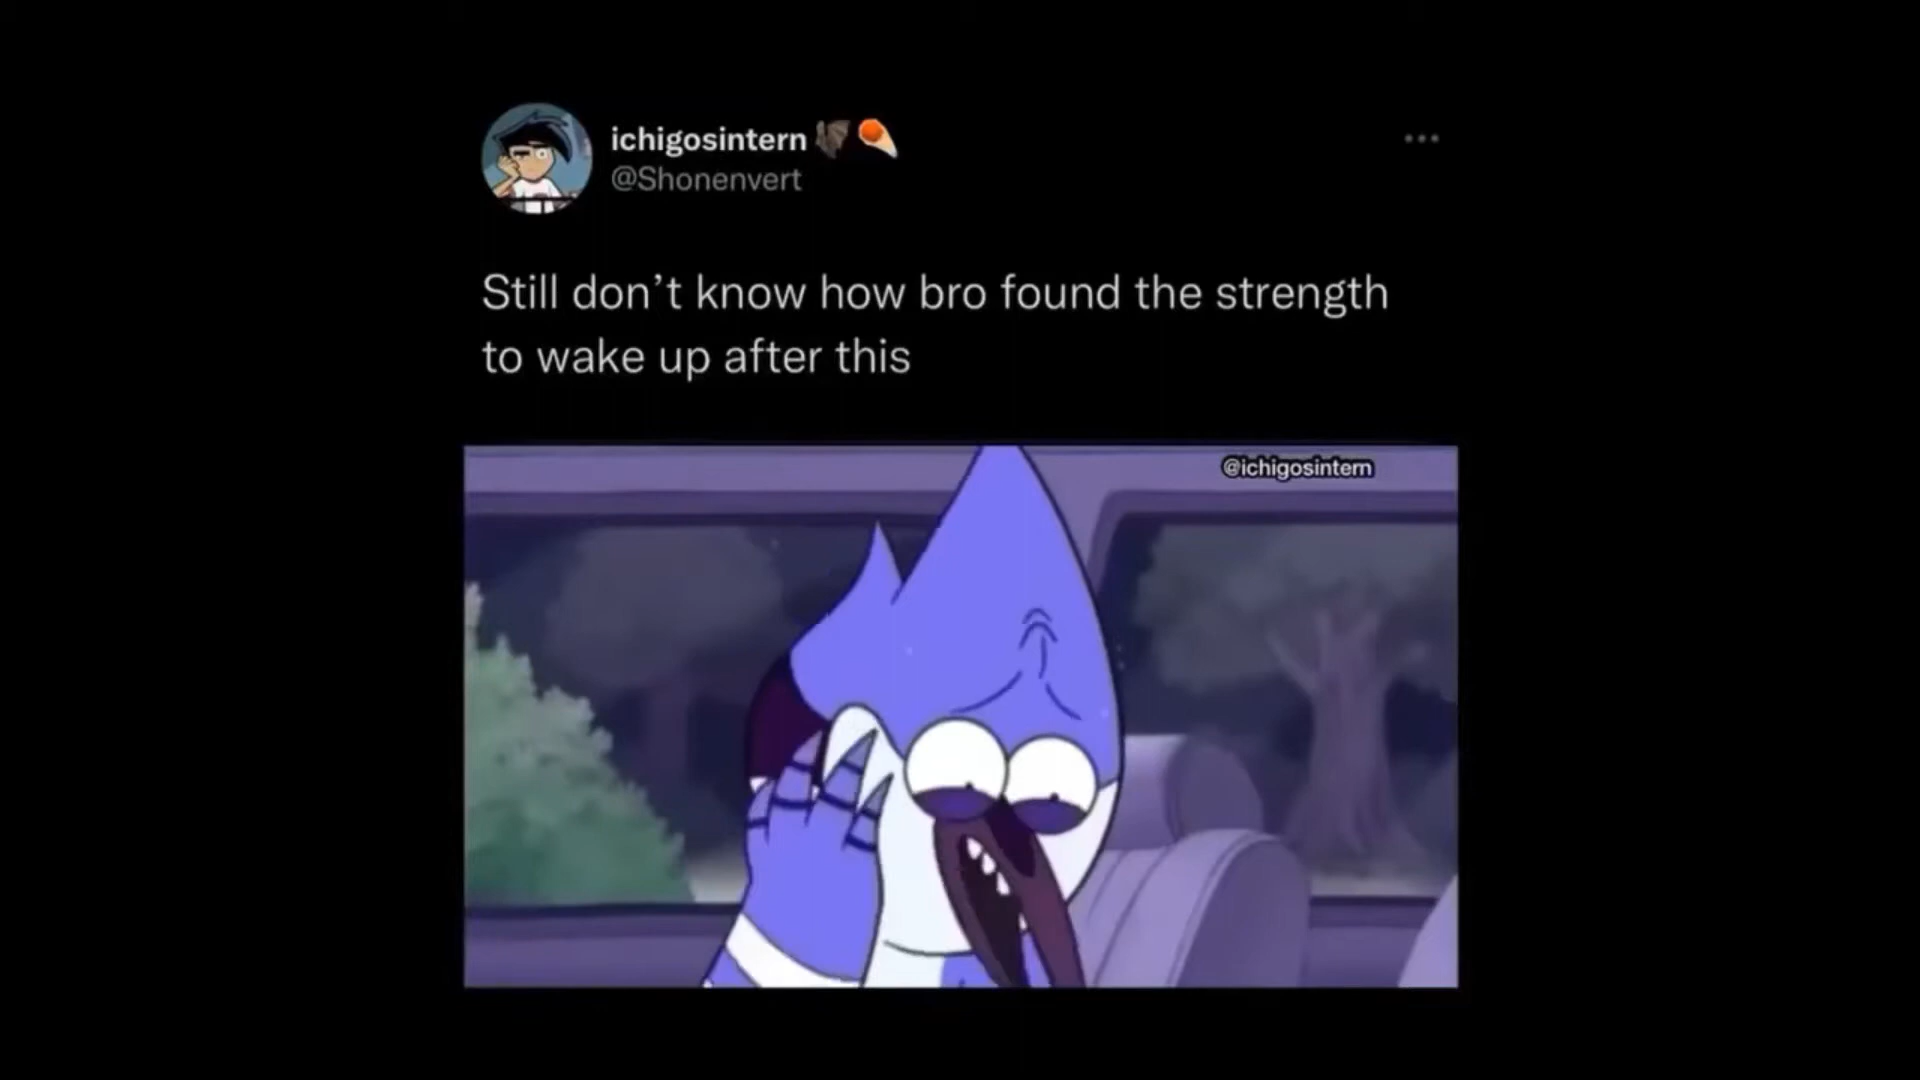 ichigosintern 🦇☄️
@Shonenvert
Still don’t know how bro found the strength
to wake up after this
@ichigosintern